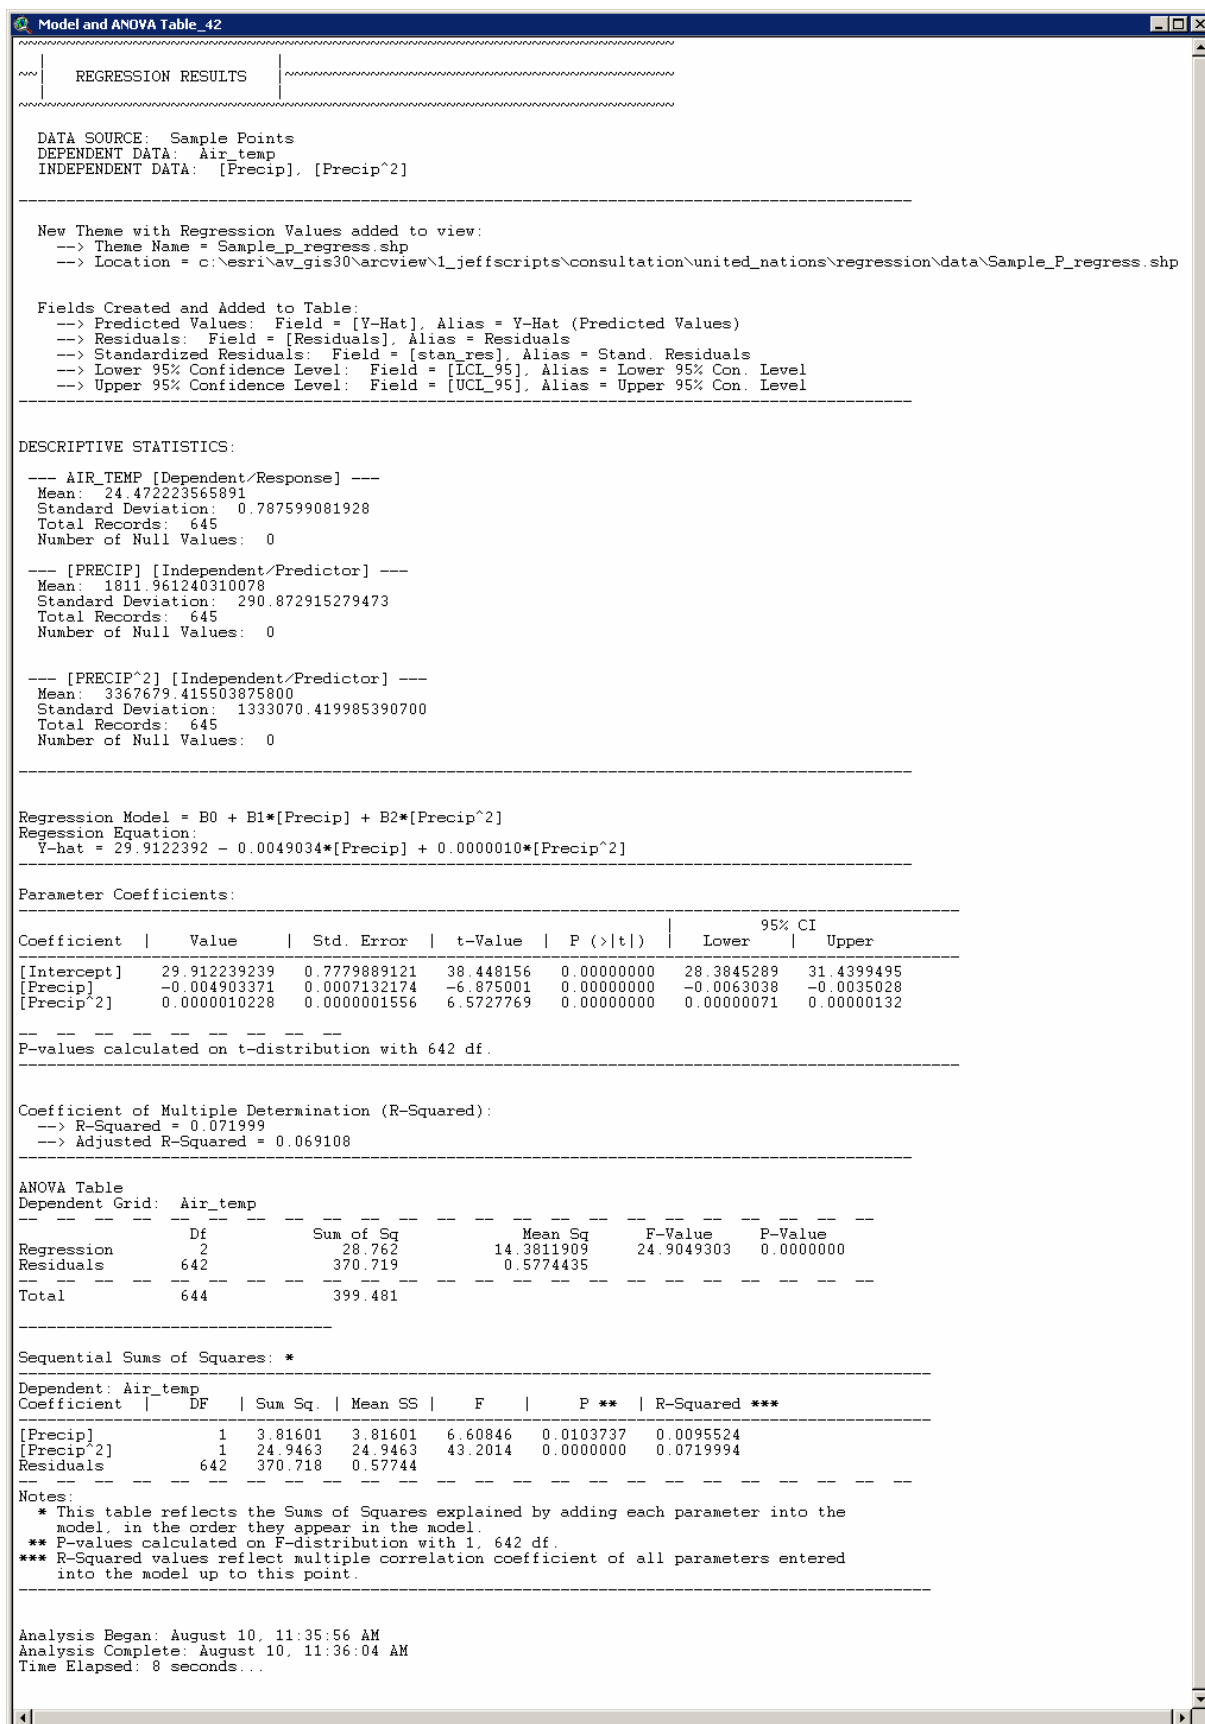 Model and ANOVA Table_42
~~~~~~~~~~~~~~~~~~~~~~~~~~~~~~~~~~~~~~~~~~~~~~~~~~~~~~~~~~~~~~~~~~~~~~
~~| REGRESSION RESULTS |~~~~~~~~~~~~~~~~~~~~~~~~~~~~~~~~~~~~~~~~~~
~~~~~~~~~~~~~~~~~~~~~~~~~~~~~~~~~~~~~~~~~~~~~~~~~~~~~~~~~~~~~~~~~~~~~~
DATA SOURCE: Sample Points
DEPENDENT DATA: Air_temp
INDEPENDENT DATA: [Precip], [Precip^2]
New Theme with Regression Values added to view:
--> Theme Name = Sample_p_regress.shp
--> Location = c:\esri\av_gis30\arcview\1_jeffscripts\consultation\united_nations\regression\data\Sample_P_regress.shp
Fields Created and Added to Table:
--> Predicted Values: Field = [Y-Hat], Alias = Y-Hat (Predicted Values)
--> Residuals: Field = [Residuals], Alias = Residuals
--> Standardized Residuals: Field = [stan_res], Alias = Stand. Residuals
--> Lower 95% Confidence Level: Field = [LCL_95], Alias = Lower 95% Con. Level
--> Upper 95% Confidence Level: Field = [UCL_95], Alias = Upper 95% Con. Level
DESCRIPTIVE STATISTICS:
--- AIR_TEMP [Dependent/Response] ---
Mean: 24.472223565891
Standard Deviation: 0.787599081928
Total Records: 645
Number of Null Values: 0
--- [PRECIP] [Independent/Predictor] ---
Mean: 1811.961240310078
Standard Deviation: 290.872915279473
Total Records: 645
Number of Null Values: 0
--- [PRECIP^2] [Independent/Predictor] ---
Mean: 3367679.415503875800
Standard Deviation: 1333070.419985390700
Total Records: 645
Number of Null Values: 0
Regression Model = B0 + B1*[Precip] + B2*[Precip^2]
Regession Equation:
Y-hat = 29.9122392 - 0.0049034*[Precip] + 0.0000010*[Precip^2]
Parameter Coefficients:
| 95% CI
Coefficient | Value | Std. Error | t-Value | P (>|t|) | Lower | Upper
[Intercept] 29.912239239 0.7779889121 38.448156 0.00000000 28.3845289 31.4399495
[Precip] -0.004903371 0.0007132174 -6.875001 0.00000000 -0.0063038 -0.0035028
[Precip^2] 0.0000010228 0.0000001556 6.5727769 0.00000000 0.00000071 0.00000132
P-values calculated on t-distribution with 642 df.
Coefficient of Multiple Determination (R-Squared):
--> R-Squared = 0.071999
--> Adjusted R-Squared = 0.069108
ANOVA Table
Dependent Grid: Air_temp
Df Sum of Sq Mean Sq F-Value P-Value
Regression 2 28.762 14.3811909 24.9049303 0.0000000
Residuals 642 370.719 0.5774435
Total 644 399.481
Sequential Sums of Squares: *
Dependent: Air_temp
Coefficient | DF | Sum Sq. | Mean SS | F | P ** | R-Squared ***
[Precip] 1 3.81601 3.81601 6.60846 0.0103737 0.0095524
[Precip^2] 1 24.9463 24.9463 43.2014 0.0000000 0.0719994
Residuals 642 370.718 0.57744
Notes:
* This table reflects the Sums of Squares explained by adding each parameter into the
model, in the order they appear in the model.
** P-values calculated on F-distribution with 1, 642 df.
*** R-Squared values reflect multiple correlation coefficient of all parameters entered
into the model up to this point.
Analysis Began: August 10, 11:35:56 AM
Analysis Complete: August 10, 11:36:04 AM
Time Elapsed: 8 seconds...